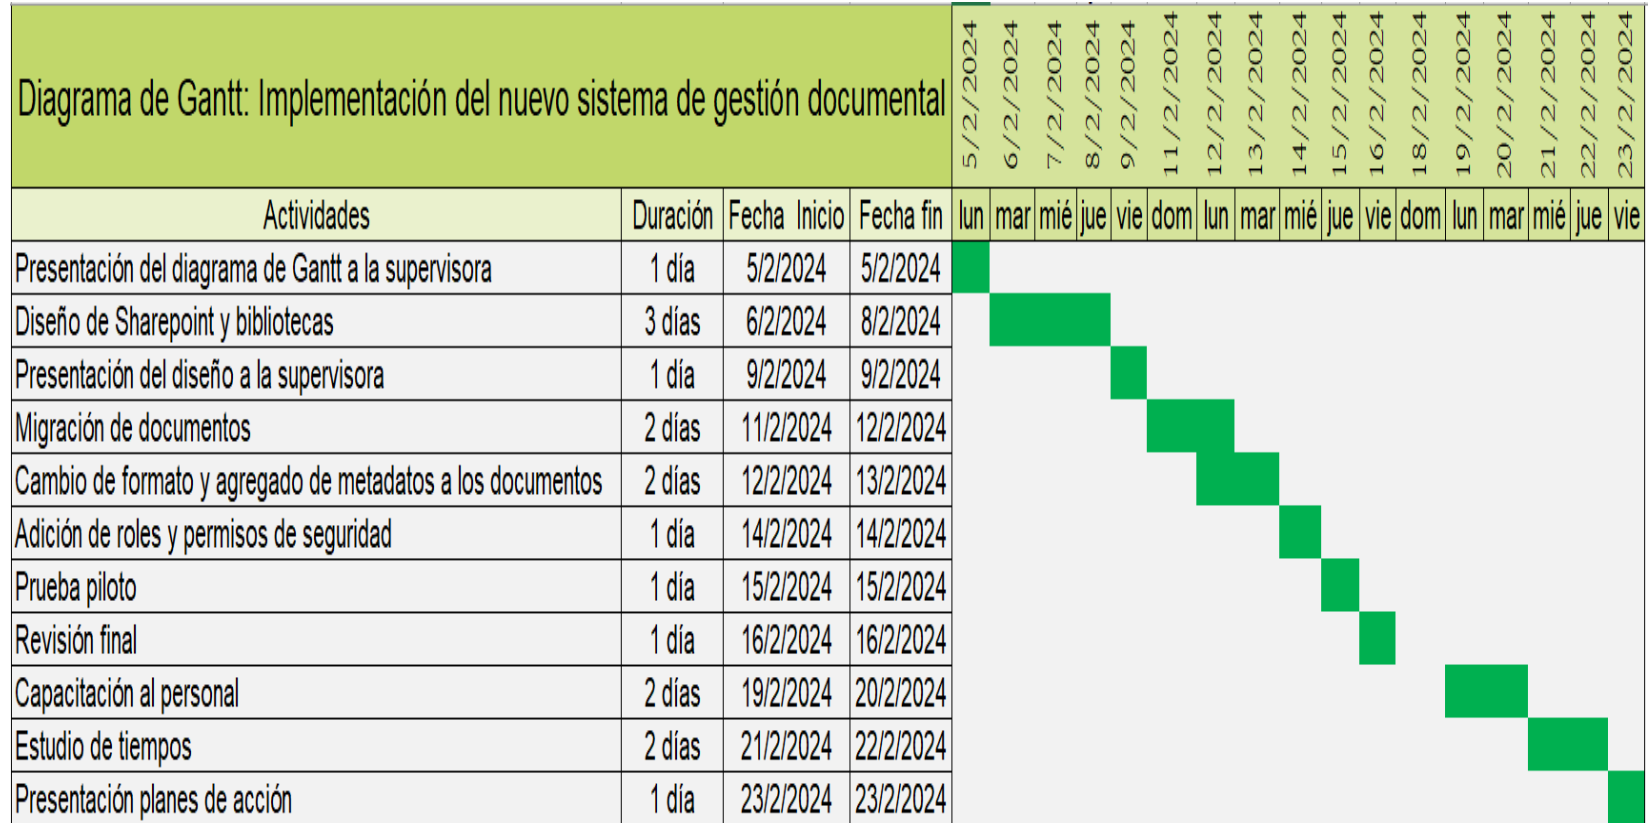 Diagrama de Gantt: Implementación del nuevo sistema de gestión documental 5/2/2024 6/2/2024 7/2/2024 8/2/2024 9/2/2024 11/2/2024 12/2/2024 13/2/2024 14/2/2024 15/2/2024 16/2/2024 18/2/2024 19/2/2024 20/2/2024 21/2/2024 22/2/2024 23/2/2024
Actividades Duración Fecha Inicio Fecha fin lun mar mié jue vie dom lun mar mié jue vie dom lun mar mié jue vie
Presentación del diagrama de Gantt a la supervisora 1 día 5/2/2024 5/2/2024
Diseño de Sharepoint y bibliotecas 3 días 6/2/2024 8/2/2024
Presentación del diseño a la supervisora 1 día 9/2/2024 9/2/2024
Migración de documentos 2 días 11/2/2024 12/2/2024
Cambio de formato y agregado de metadatos a los documentos 2 días 12/2/2024 13/2/2024
Adición de roles y permisos de seguridad 1 día 14/2/2024 14/2/2024
Prueba piloto 1 día 15/2/2024 15/2/2024
Revisión final 1 día 16/2/2024 16/2/2024
Capacitación al personal 2 días 19/2/2024 20/2/2024
Estudio de tiempos 2 días 21/2/2024 22/2/2024
Presentación planes de acción 1 día 23/2/2024 23/2/2024